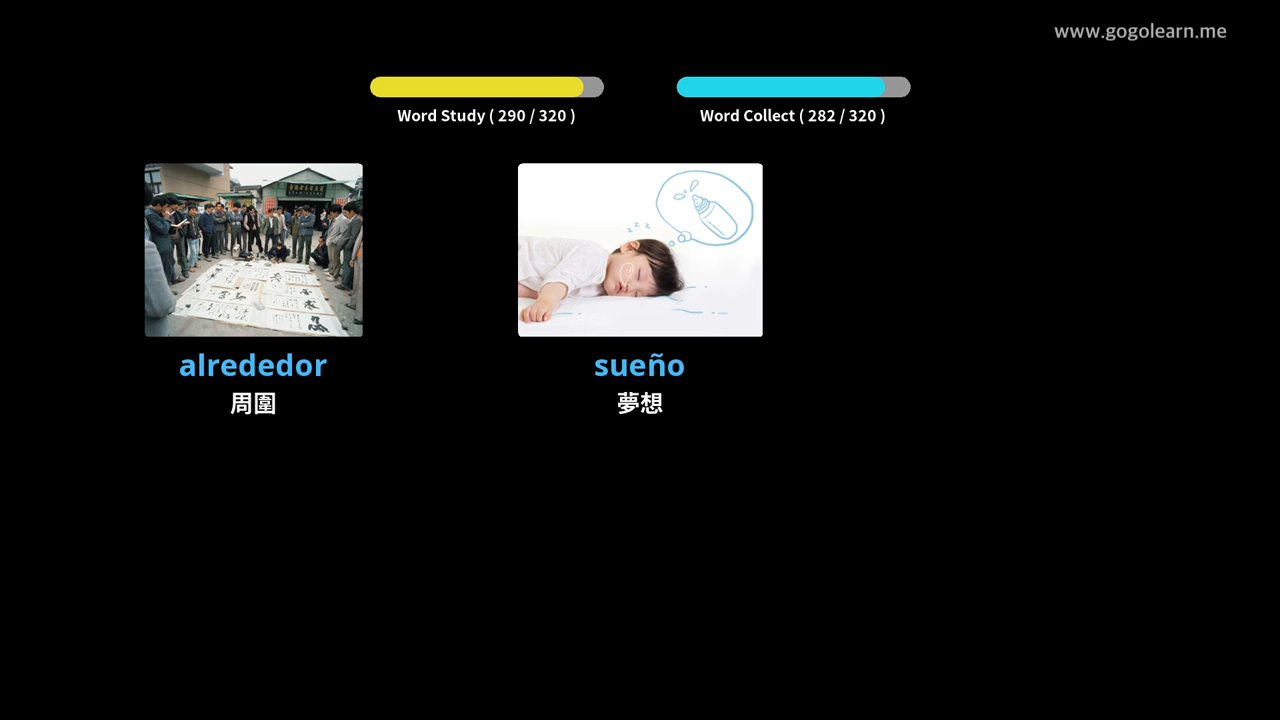 www.gogolearn.me
Word Study ( 290 / 320 )
Word Collect ( 282 / 320 )
alrededor
周圍
sueño
夢想
z z z